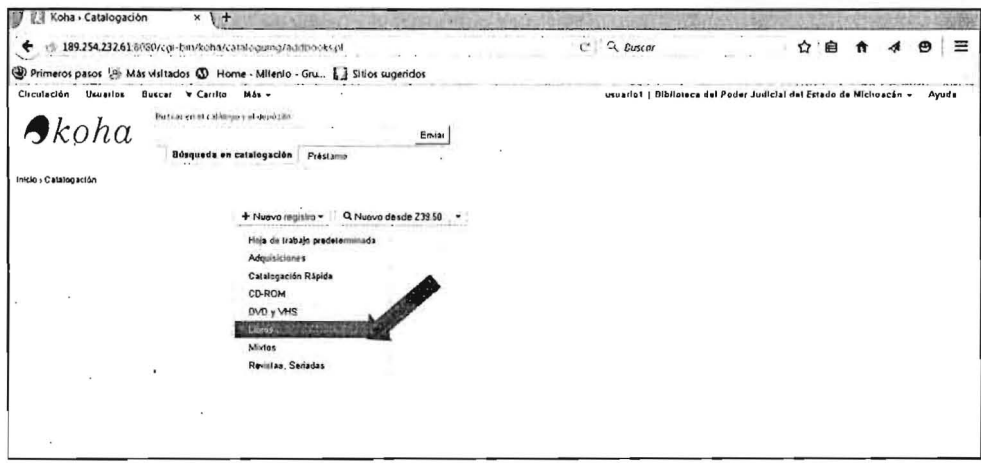 Koha › Catalogación × +
189.254.232.61:8080/cgi-bin/koha/cataloguing/addbooks.pl Buscar
Primeros pasos Más visitados Home - Milenio - Gru... Sitios sugeridos
Circulación Usuarios Buscar Carrito Más usuario1 | Biblioteca del Poder Judicial del Estado de Michoacán Ayuda
koha
Buscar en el catálogo y el depósito:
Enviar
Búsqueda en catalogación Préstamo
Inicio › Catalogación
+ Nuevo registro Nuevo desde Z39.50
Hoja de trabajo predeterminada
Adquisiciones
Catalogación Rápida
CD-ROM
DVD y VHS
Libros
Mixtos
Revistas, Seriadas